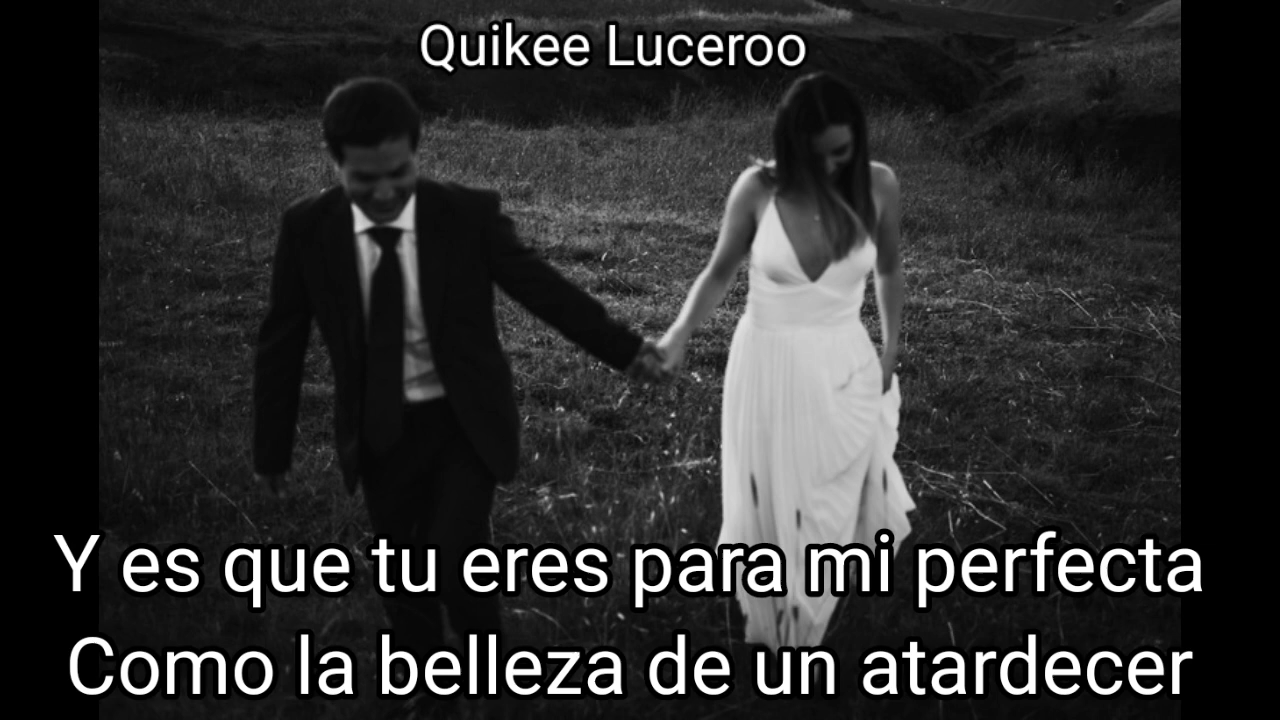 Quikee Luceroo
Y es que tu eres para mi perfecta
Como la belleza de un atardecer